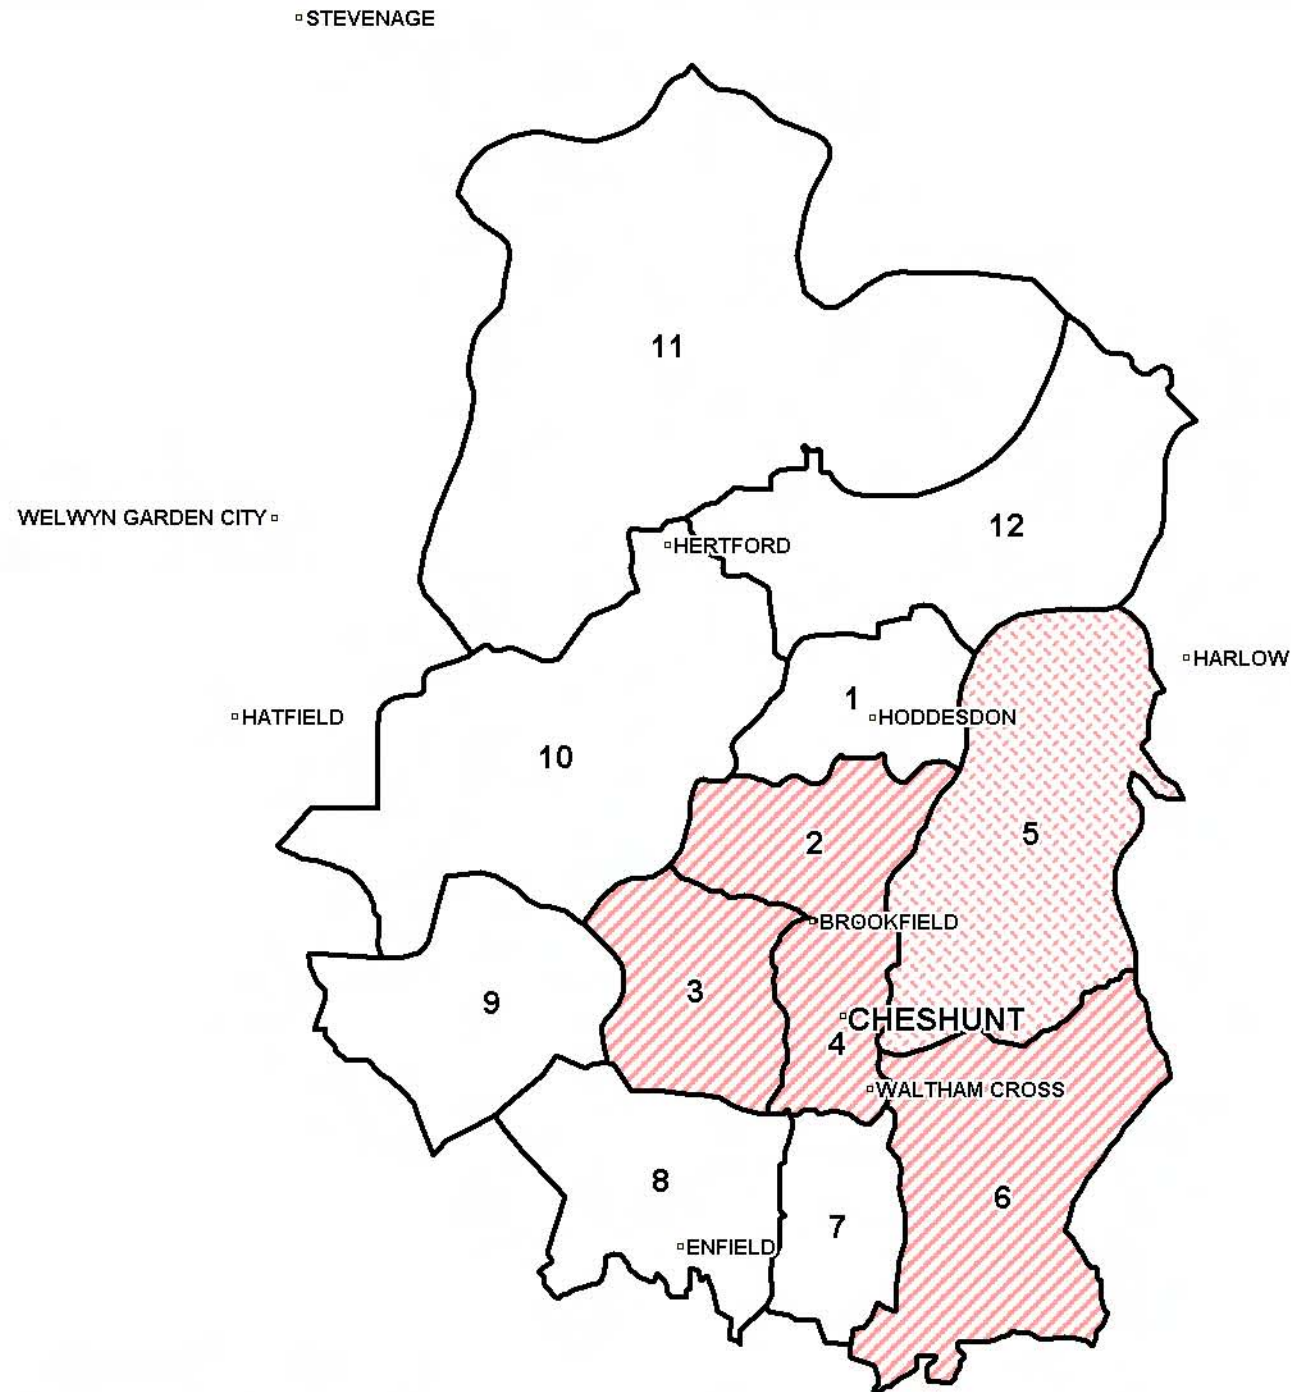 STEVENAGE
11
WELWYN GARDEN CITY
12
HERTFORD
HARLOW
1
HATFIELD
HODDESDON
10
5
2
BROOKFIELD
3
9
CHESHUNT
4
WALTHAM CROSS
8
6
7
ENFIELD